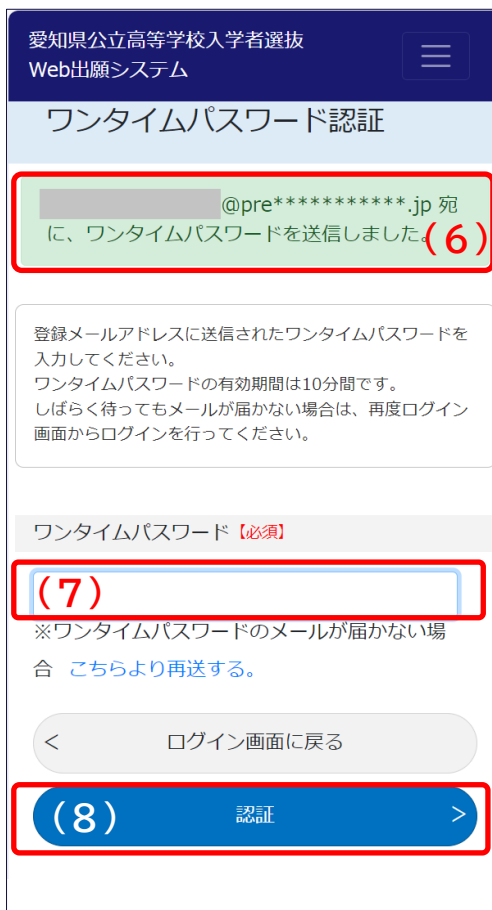 愛知県公立高等学校入学者選抜
Web出願システム
ワンタイムパスワード認証
@pre***********.jp 宛
に、ワンタイムパスワードを送信しました。
(6)
登録メールアドレスに送信されたワンタイムパスワードを
入力してください。
ワンタイムパスワードの有効期間は10分間です。
しばらく待ってもメールが届かない場合は、再度ログイン
画面からログインを行ってください。
ワンタイムパスワード【必須】
(7)
※ワンタイムパスワードのメールが届かない場
合 こちらより再送する。
< ログイン画面に戻る
(8) 認証 >